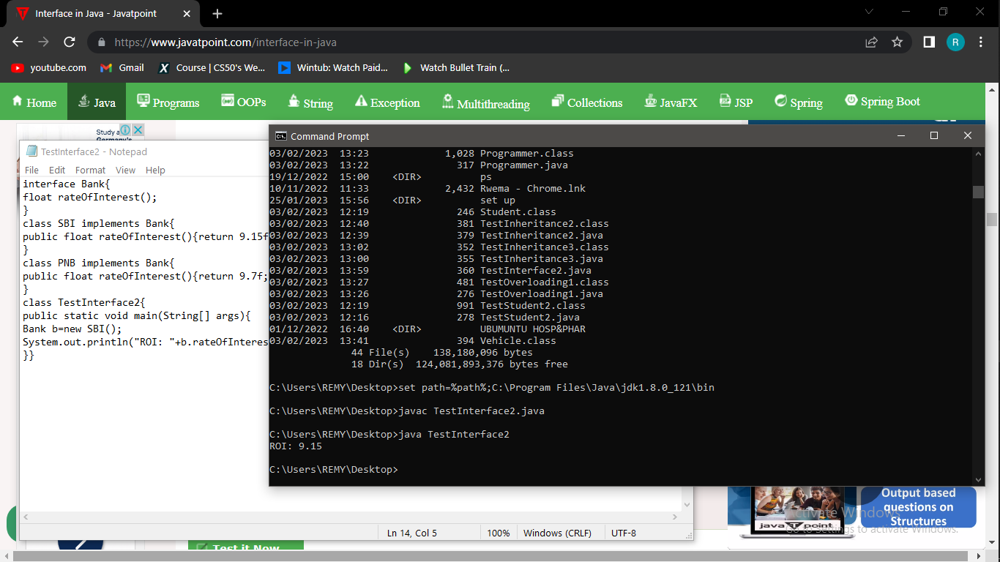 Interface in Java - Javatpoint
https://www.javatpoint.com/interface-in-java
R
youtube.com
Gmail
Course | CS50's We...
Wintub: Watch Paid...
Watch Bullet Train (...
Home
Java
Programs
OOPs
String
Exception
Multithreading
Collections
JavaFX
JSP
Spring
Spring Boot
Study a
Germany's
TestInterface2 - Notepad
File Edit Format View Help
interface Bank{
float rateOfInterest();
}
class SBI implements Bank{
public float rateOfInterest(){return 9.15f
}
class PNB implements Bank{
public float rateOfInterest(){return 9.7f;
}
class TestInterface2{
public static void main(String[] args){
Bank b=new SBI();
System.out.println("ROI: "+b.rateOfInteres
}}
Ln 14, Col 5
100%
Windows (CRLF)
UTF-8
Command Prompt
03/02/2023  13:23             1,028 Programmer.class
03/02/2023  13:22               317 Programmer.java
19/12/2022  15:00    <DIR>          ps
10/11/2022  11:33             2,432 Rwema - Chrome.lnk
25/01/2023  15:56    <DIR>          set up
03/02/2023  12:19               246 Student.class
03/02/2023  12:40               381 TestInheritance2.class
03/02/2023  12:39               379 TestInheritance2.java
03/02/2023  13:02               352 TestInheritance3.class
03/02/2023  13:00               355 TestInheritance3.java
03/02/2023  13:59               360 TestInterface2.java
03/02/2023  13:27               481 TestOverloading1.class
03/02/2023  13:26               276 TestOverloading1.java
03/02/2023  12:19               991 TestStudent2.class
03/02/2023  12:16               278 TestStudent2.java
01/12/2022  16:40    <DIR>          UBUMUNTU HOSP&PHAR
03/02/2023  13:41               394 Vehicle.class
44 File(s)    138,180,096 bytes
18 Dir(s)  124,081,893,376 bytes free
C:\Users\REMY\Desktop>set path=%path%;C:\Program Files\Java\jdk1.8.0_121\bin
C:\Users\REMY\Desktop>javac TestInterface2.java
C:\Users\REMY\Desktop>java TestInterface2
ROI: 9.15
C:\Users\REMY\Desktop>
Output based
questions on
Structures
java T point
Activate Windows
Go to Settings to activate Windows.
Test it Now